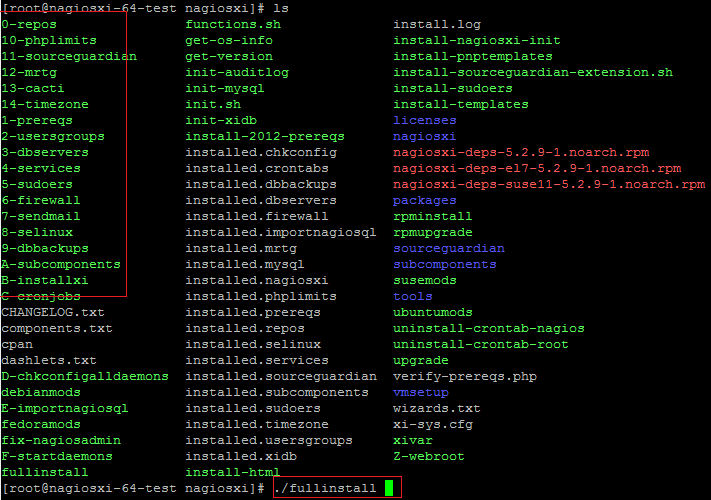 [root@nagiosxi-64-test nagiosxi]# ls
0-repos functions.sh install.log
10-phplimits get-os-info install-nagiosxi-init
11-sourceguardian get-version install-pnptemplates
12-mrtg init-auditlog install-sourceguardian-extension.sh
13-cacti init-mysql install-sudoers
14-timezone init.sh install-templates
1-prereqs init-xidb licenses
2-usersgroups install-2012-prereqs nagiosxi
3-dbservers installed.chkconfig nagiosxi-deps-5.2.9-1.noarch.rpm
4-services installed.crontabs nagiosxi-deps-el7-5.2.9-1.noarch.rpm
5-sudoers installed.dbbackups nagiosxi-deps-suse11-5.2.9-1.noarch.rpm
6-firewall installed.dbservers packages
7-sendmail installed.firewall rpminstall
8-selinux installed.importnagiosql rpmupgrade
9-dbbackups installed.mrtg sourceguardian
A-subcomponents installed.mysql subcomponents
B-installxi installed.nagiosxi susemods
C-cronjobs installed.phplimits tools
CHANGELOG.txt installed.prereqs ubuntumods
components.txt installed.repos uninstall-crontab-nagios
cpan installed.selinux uninstall-crontab-root
dashlets.txt installed.services upgrade
D-chkconfigalldaemons installed.sourceguardian verify-prereqs.php
debianmods installed.subcomponents vmsetup
E-importnagiosql installed.sudoers wizards.txt
fedoramods installed.timezone xi-sys.cfg
fix-nagiosadmin installed.usersgroups xivar
F-startdaemons installed.xidb Z-webroot
fullinstall install-html
[root@nagiosxi-64-test nagiosxi]# ./fullinstall